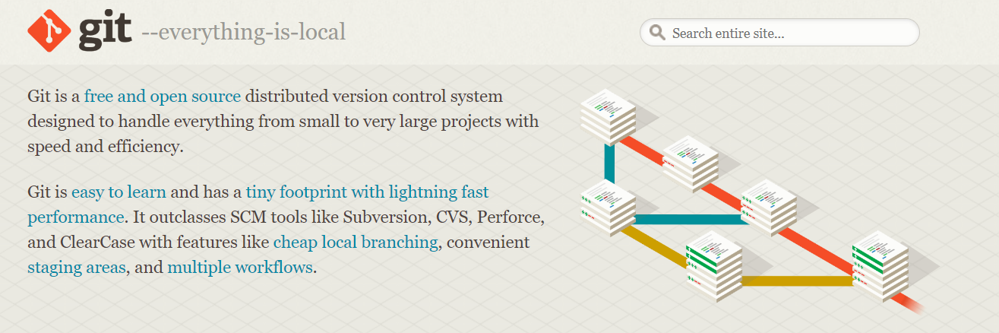 git --everything-is-local
Search entire site...
Git is a free and open source distributed version control system
designed to handle everything from small to very large projects with
speed and efficiency.
Git is easy to learn and has a tiny footprint with lightning fast
performance. It outclasses SCM tools like Subversion, CVS, Perforce,
and ClearCase with features like cheap local branching, convenient
staging areas, and multiple workflows.